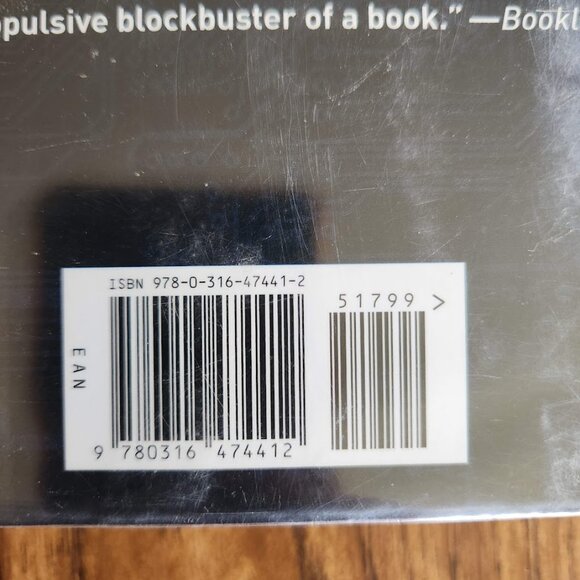 pulsive blockbuster of a book.” —Bookl
ISBN 978-0-316-47441-2
51799 >
EAN
9 780316 474412